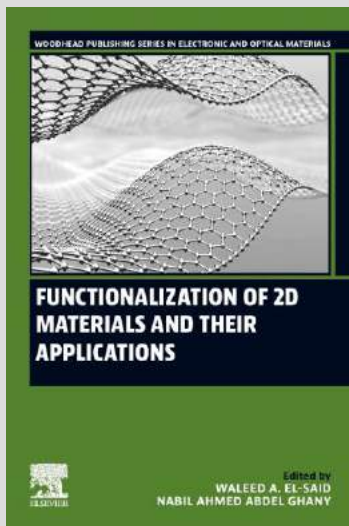 WOODHEAD PUBLISHING SERIES IN ELECTRONIC AND OPTICAL MATERIALS
FUNCTIONALIZATION OF 2D
MATERIALS AND THEIR
APPLICATIONS
Edited by
WALEED A. EL-SAID
NABIL AHMED ABDEL GHANY
ELSEVIER